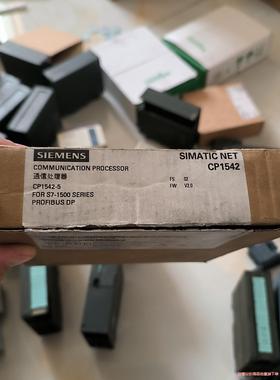 SIEMENS
SIMATIC NET
COMMUNICATION PROCESSOR
CP1542
通信处理器
CP1542-5
FS 02
FOR S7-1500 SERIES
FW V2.0
PROFIBUS DP